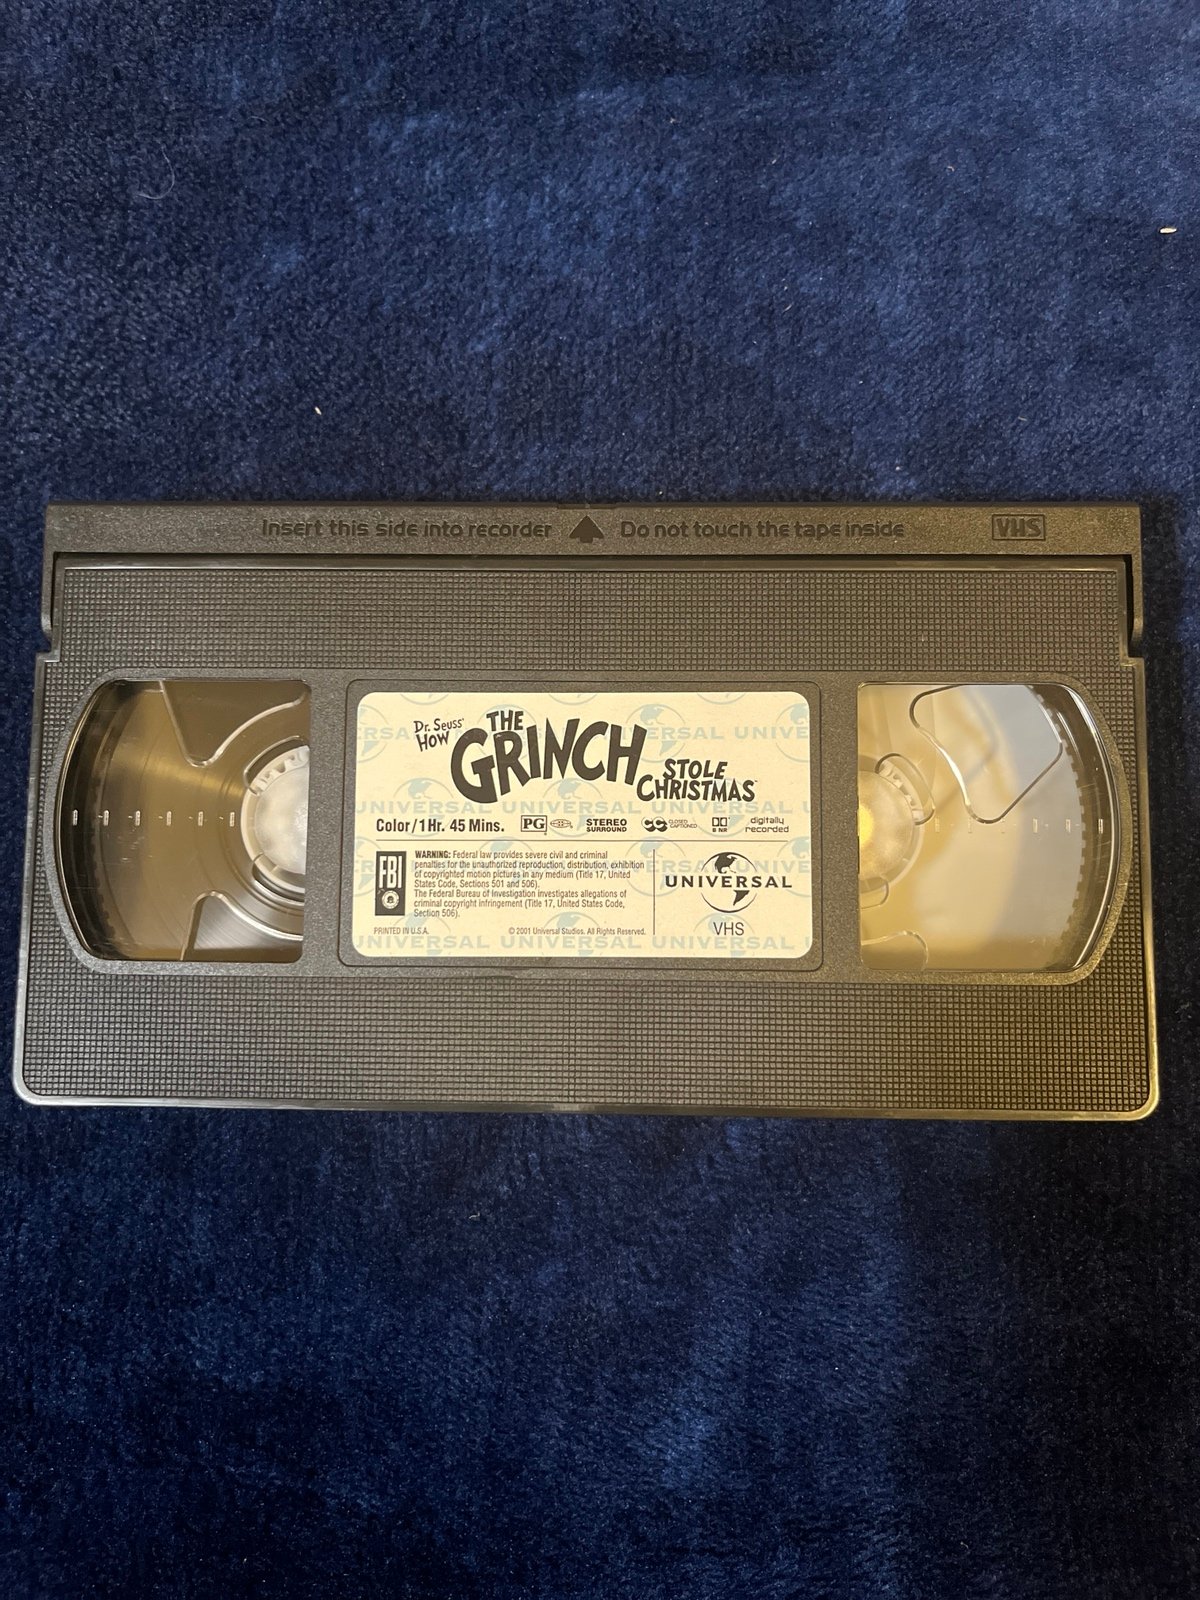 Insert this side into recorder Do not touch the tape inside VHS
Dr. Seuss'
HOW THE
GRINCH
STOLE
CHRISTMAS
Color/1Hr. 45 Mins. PG STEREO SURROUND CC CLOSED CAPTIONED B NR digitally recorded
FBI
WARNING: Federal law provides severe civil and criminal
penalties for the unauthorized reproduction, distribution, exhibition
of copyrighted motion pictures in any medium (Title 17, United
States Code, Sections 501 and 506).
The Federal Bureau of Investigation investigates allegations of
criminal copyright infringement (Title 17, United States Code,
Section 506).
PRINTED IN U.S.A. © 2001 Universal Studios. All Rights Reserved.
UNIVERSAL
VHS